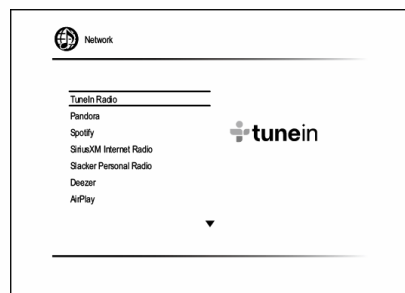 Network
TuneIn Radio
Pandora
tunein
Spotify
SiriusXM Internet Radio
Slacker Personal Radio
Deezer
AirPlay